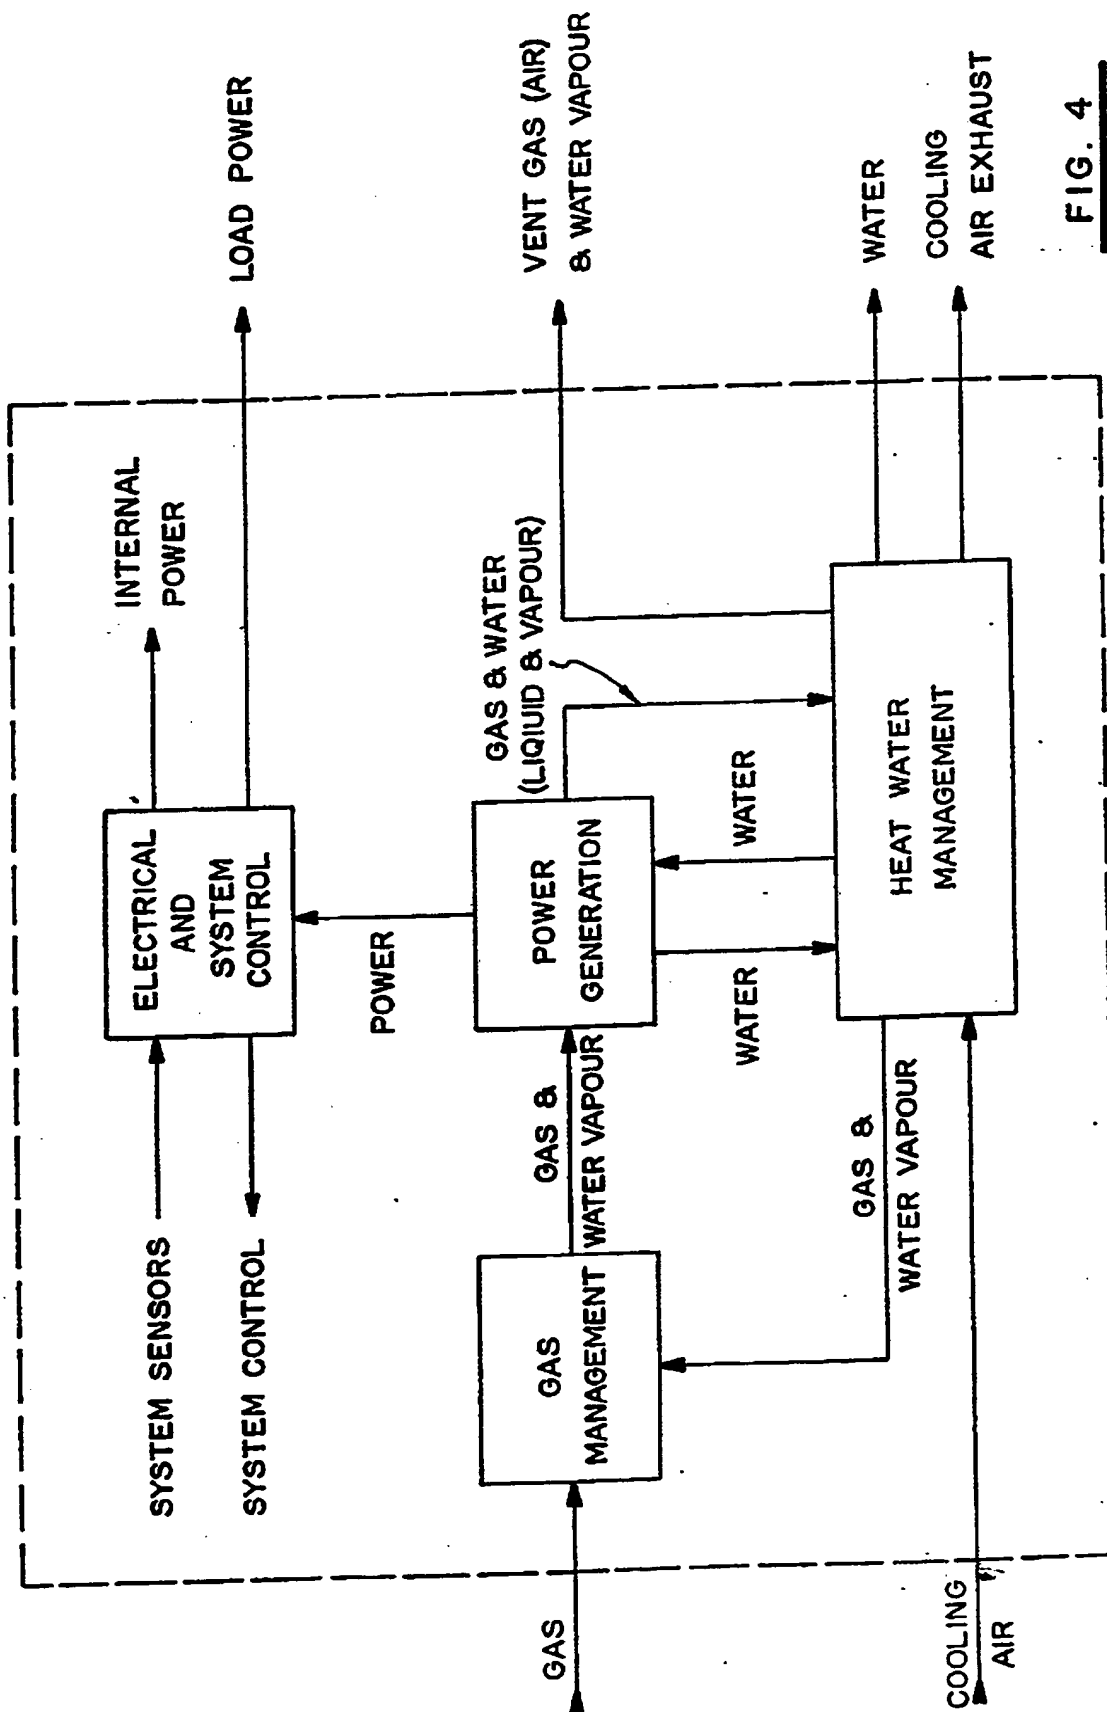 SYSTEM SENSORS
SYSTEM CONTROL
ELECTRICAL
AND
SYSTEM
CONTROL
INTERNAL
POWER
LOAD POWER
POWER
GAS
GAS
MANAGEMENT
GAS &
WATER VAPOUR
POWER
GENERATION
GAS & WATER
(LIQIUD & VAPOUR)
VENT GAS (AIR)
& WATER VAPOUR
WATER
WATER
GAS &
WATER VAPOUR
HEAT WATER
MANAGEMENT
WATER
COOLING
AIR EXHAUST
COOLING
AIR
FIG. 4